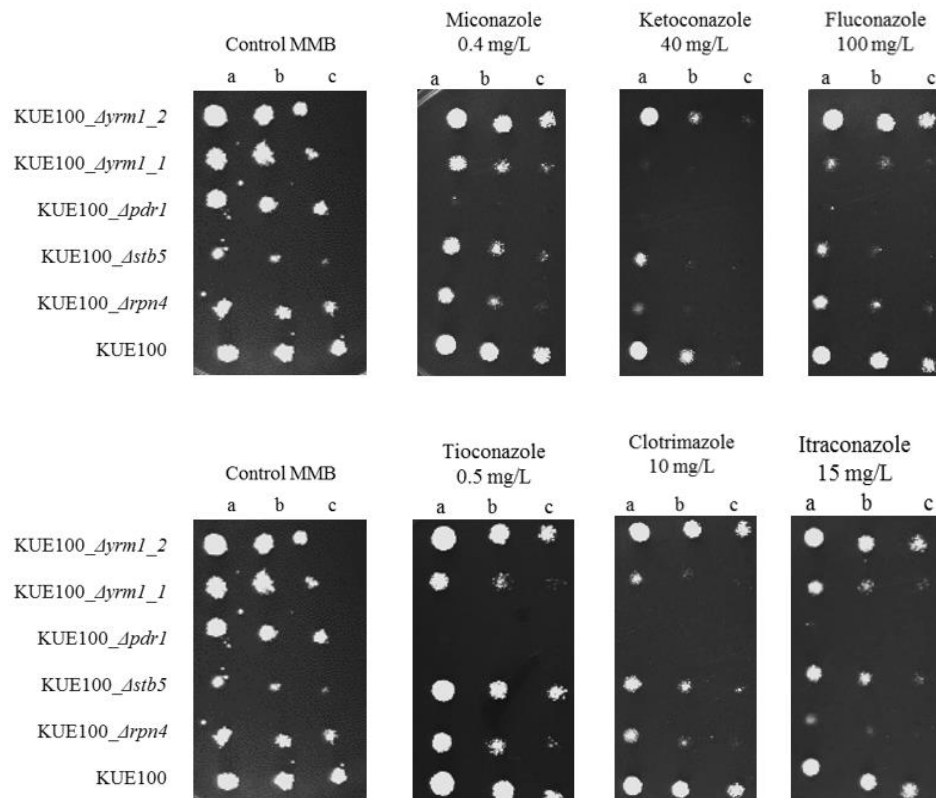 Control MMB
Miconazole
0.4 mg/L
Ketoconazole
40 mg/L
Fluconazole
100 mg/L
a b c
a b c
a b c
a b c
KUE100_Δyrm1_2
KUE100_Δyrm1_1
KUE100_Δpdr1
KUE100_Δstb5
KUE100_Δrpn4
KUE100
Control MMB
Tioconazole
0.5 mg/L
Clotrimazole
10 mg/L
Itraconazole
15 mg/L
a b c
a b c
a b c
a b c
KUE100_Δyrm1_2
KUE100_Δyrm1_1
KUE100_Δpdr1
KUE100_Δstb5
KUE100_Δrpn4
KUE100